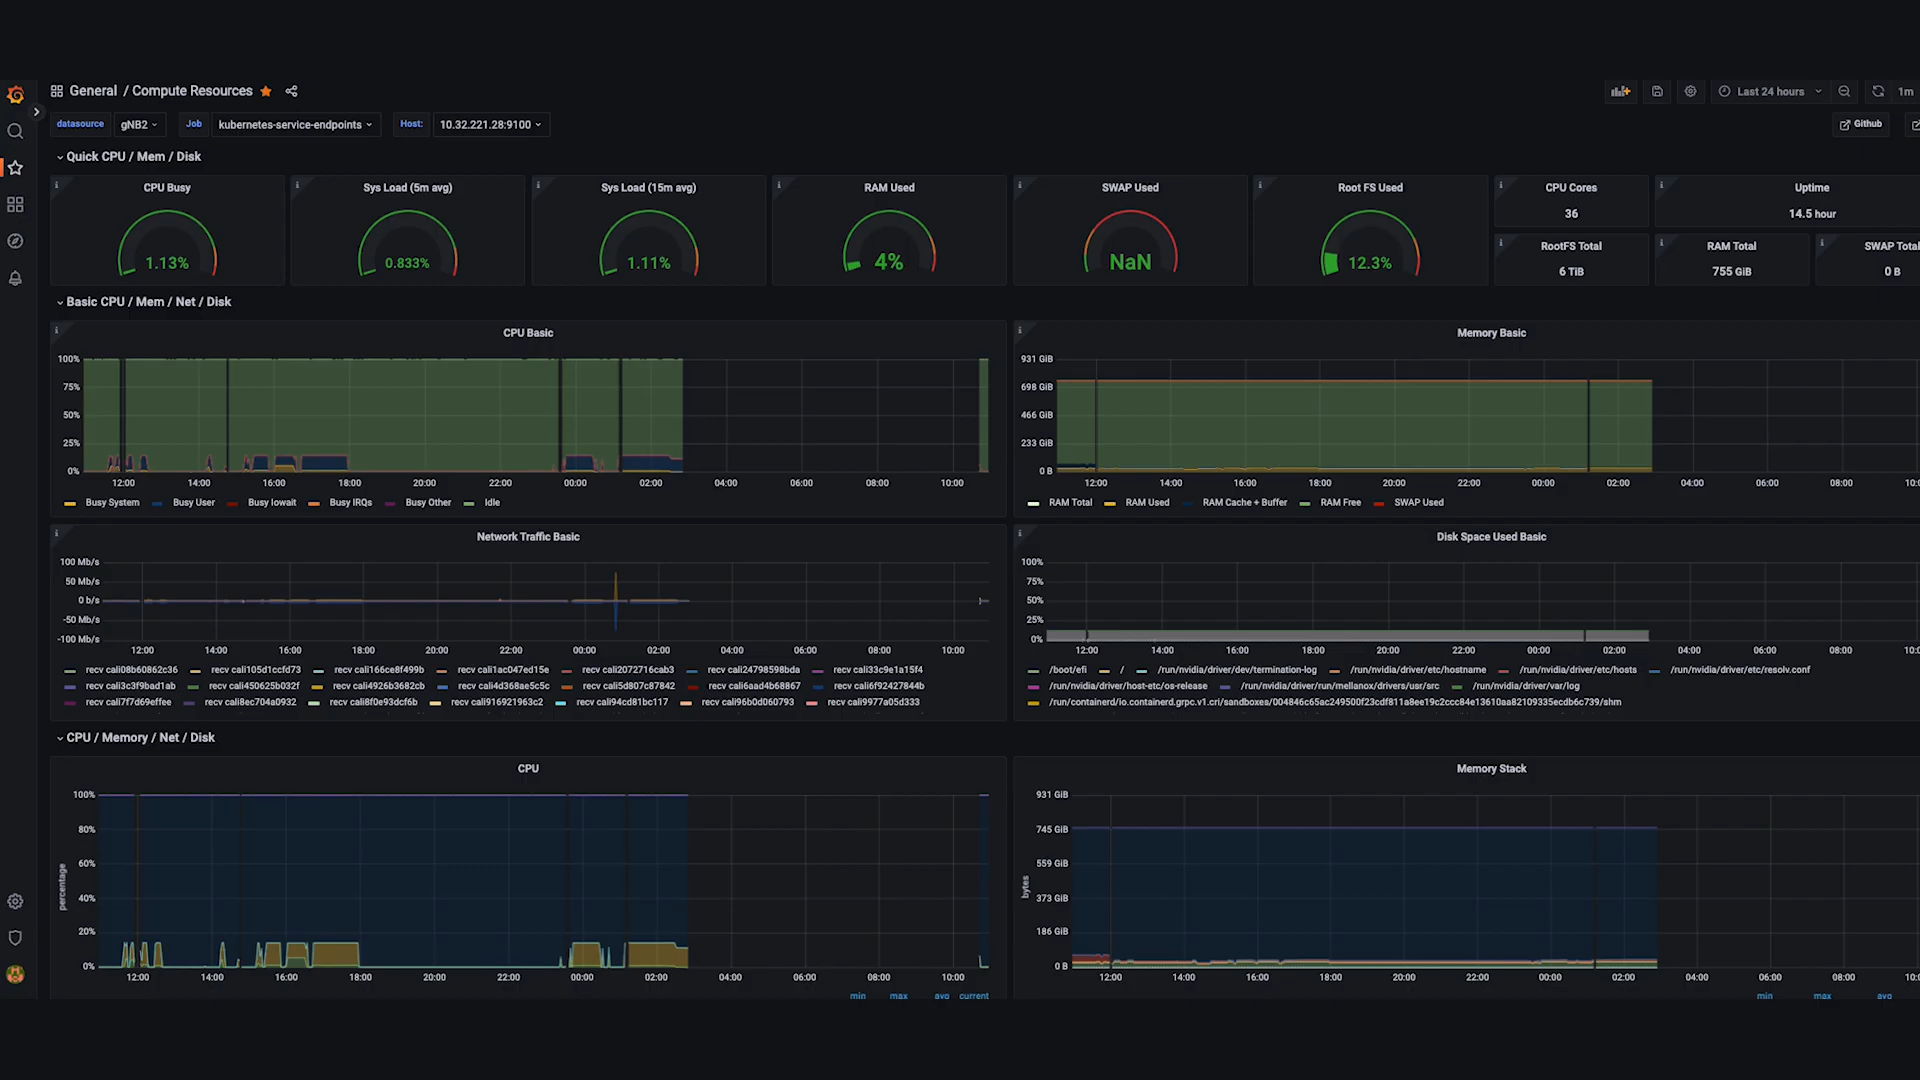 General / Compute Resources
Last 24 hours
1m
datasource gNB2 Job kubernetes-service-endpoints Host: 10.32.221.28:9100
Github
Quick CPU / Mem / Disk
CPU Busy
1.13%
Sys Load (5m avg)
0.833%
Sys Load (15m avg)
1.11%
RAM Used
4%
SWAP Used
NaN
Root FS Used
12.3%
CPU Cores
36
Uptime
14.5 hour
RootFS Total
6 TiB
RAM Total
755 GiB
SWAP Total
0 B
Basic CPU / Mem / Net / Disk
CPU Basic
100%
75%
50%
25%
0%
12:00 14:00 16:00 18:00 20:00 22:00 00:00 02:00 04:00 06:00 08:00 10:00
Busy System Busy User Busy Iowait Busy IRQs Busy Other Idle
Memory Basic
931 GiB
698 GiB
466 GiB
233 GiB
0 B
12:00 14:00 16:00 18:00 20:00 22:00 00:00 02:00 04:00 06:00 08:00 10:0
RAM Total RAM Used RAM Cache + Buffer RAM Free SWAP Used
Network Traffic Basic
100 Mb/s
50 Mb/s
0 b/s
-50 Mb/s
-100 Mb/s
12:00 14:00 16:00 18:00 20:00 22:00 00:00 02:00 04:00 06:00 08:00 10:00
recv cali08b60862c36 recv cali105d1ccfd73 recv cali166ce8f499b recv cali1ac047ed15e recv cali2072716cab3 recv cali24798598bda recv cali33c9e1a15f4
recv cali3c3f9bad1ab recv cali450625b032f recv cali4926b3682cb recv cali4d368ae5c5c recv cali5d807c87842 recv cali6aad4b68867 recv cali6f92427844b
recv cali7f7d69effee recv cali8ec704a0932 recv cali8f0e93dcf6b recv cali916921963c2 recv cali94cd81bc117 recv cali96b0d060793 recv cali9977a05d333
Disk Space Used Basic
100%
75%
50%
25%
0%
12:00 14:00 16:00 18:00 20:00 22:00 00:00 02:00 04:00 06:00 08:00 10:0
/boot/efi / /run/nvidia/driver/dev/termination-log /run/nvidia/driver/etc/hostname /run/nvidia/driver/etc/hosts /run/nvidia/driver/etc/resolv.conf
/run/nvidia/driver/host-etc/os-release /run/nvidia/driver/run/mellanox/drivers/usr/src /run/nvidia/driver/var/log
/run/containerd/io.containerd.grpc.v1.cri/sandboxes/004846c65ac249500f23cdf811a8ee19c2ccc84e13610aa82109335ecdb6c739/shm
CPU / Memory / Net / Disk
CPU
percentage
100%
80%
60%
40%
20%
0%
12:00 14:00 16:00 18:00 20:00 22:00 00:00 02:00 04:00 06:00 08:00 10:00
min max avg current
Memory Stack
bytes
931 GiB
745 GiB
559 GiB
373 GiB
186 GiB
0 B
12:00 14:00 16:00 18:00 20:00 22:00 00:00 02:00 04:00 06:00 08:00 10:0
min max avg